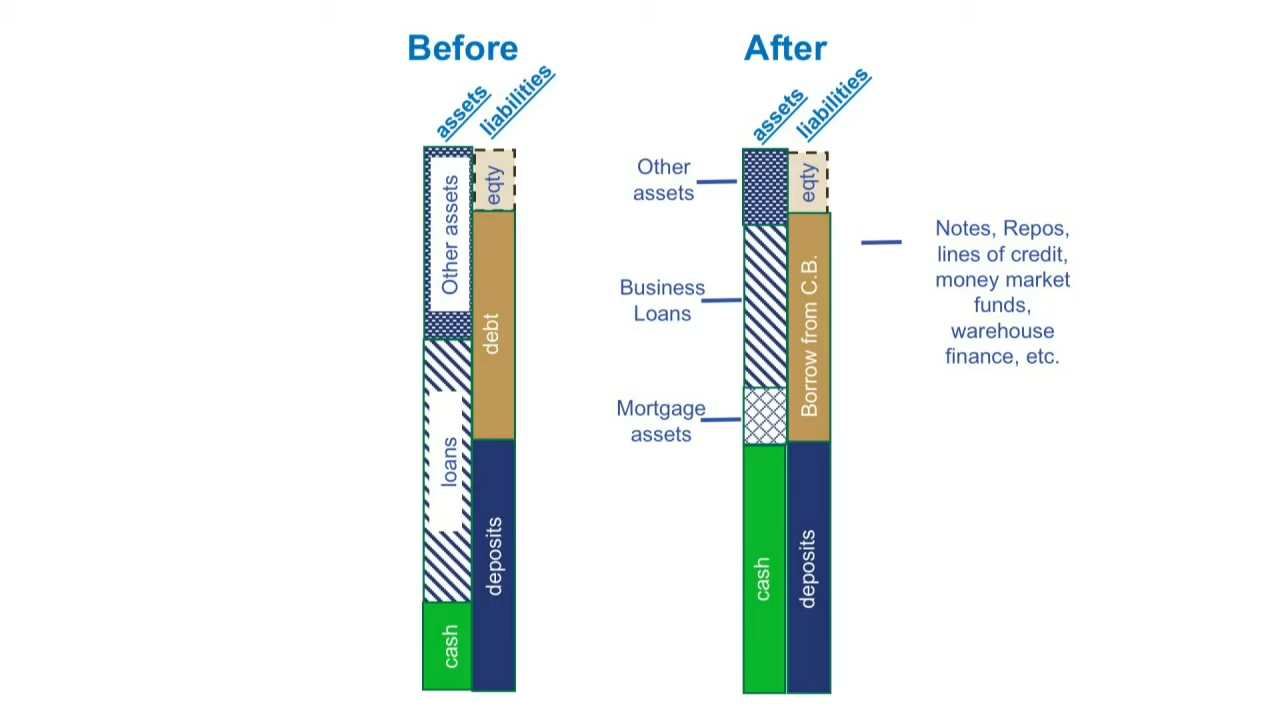 Before
assets
liabilities
Other assets
eqty
loans
debt
cash
deposits
After
assets
liabilities
Other
assets
Business
Loans
Mortgage
assets
eqty
Borrow from C.B.
cash
deposits
Notes, Repos,
lines of credit,
money market
funds,
warehouse
finance, etc.